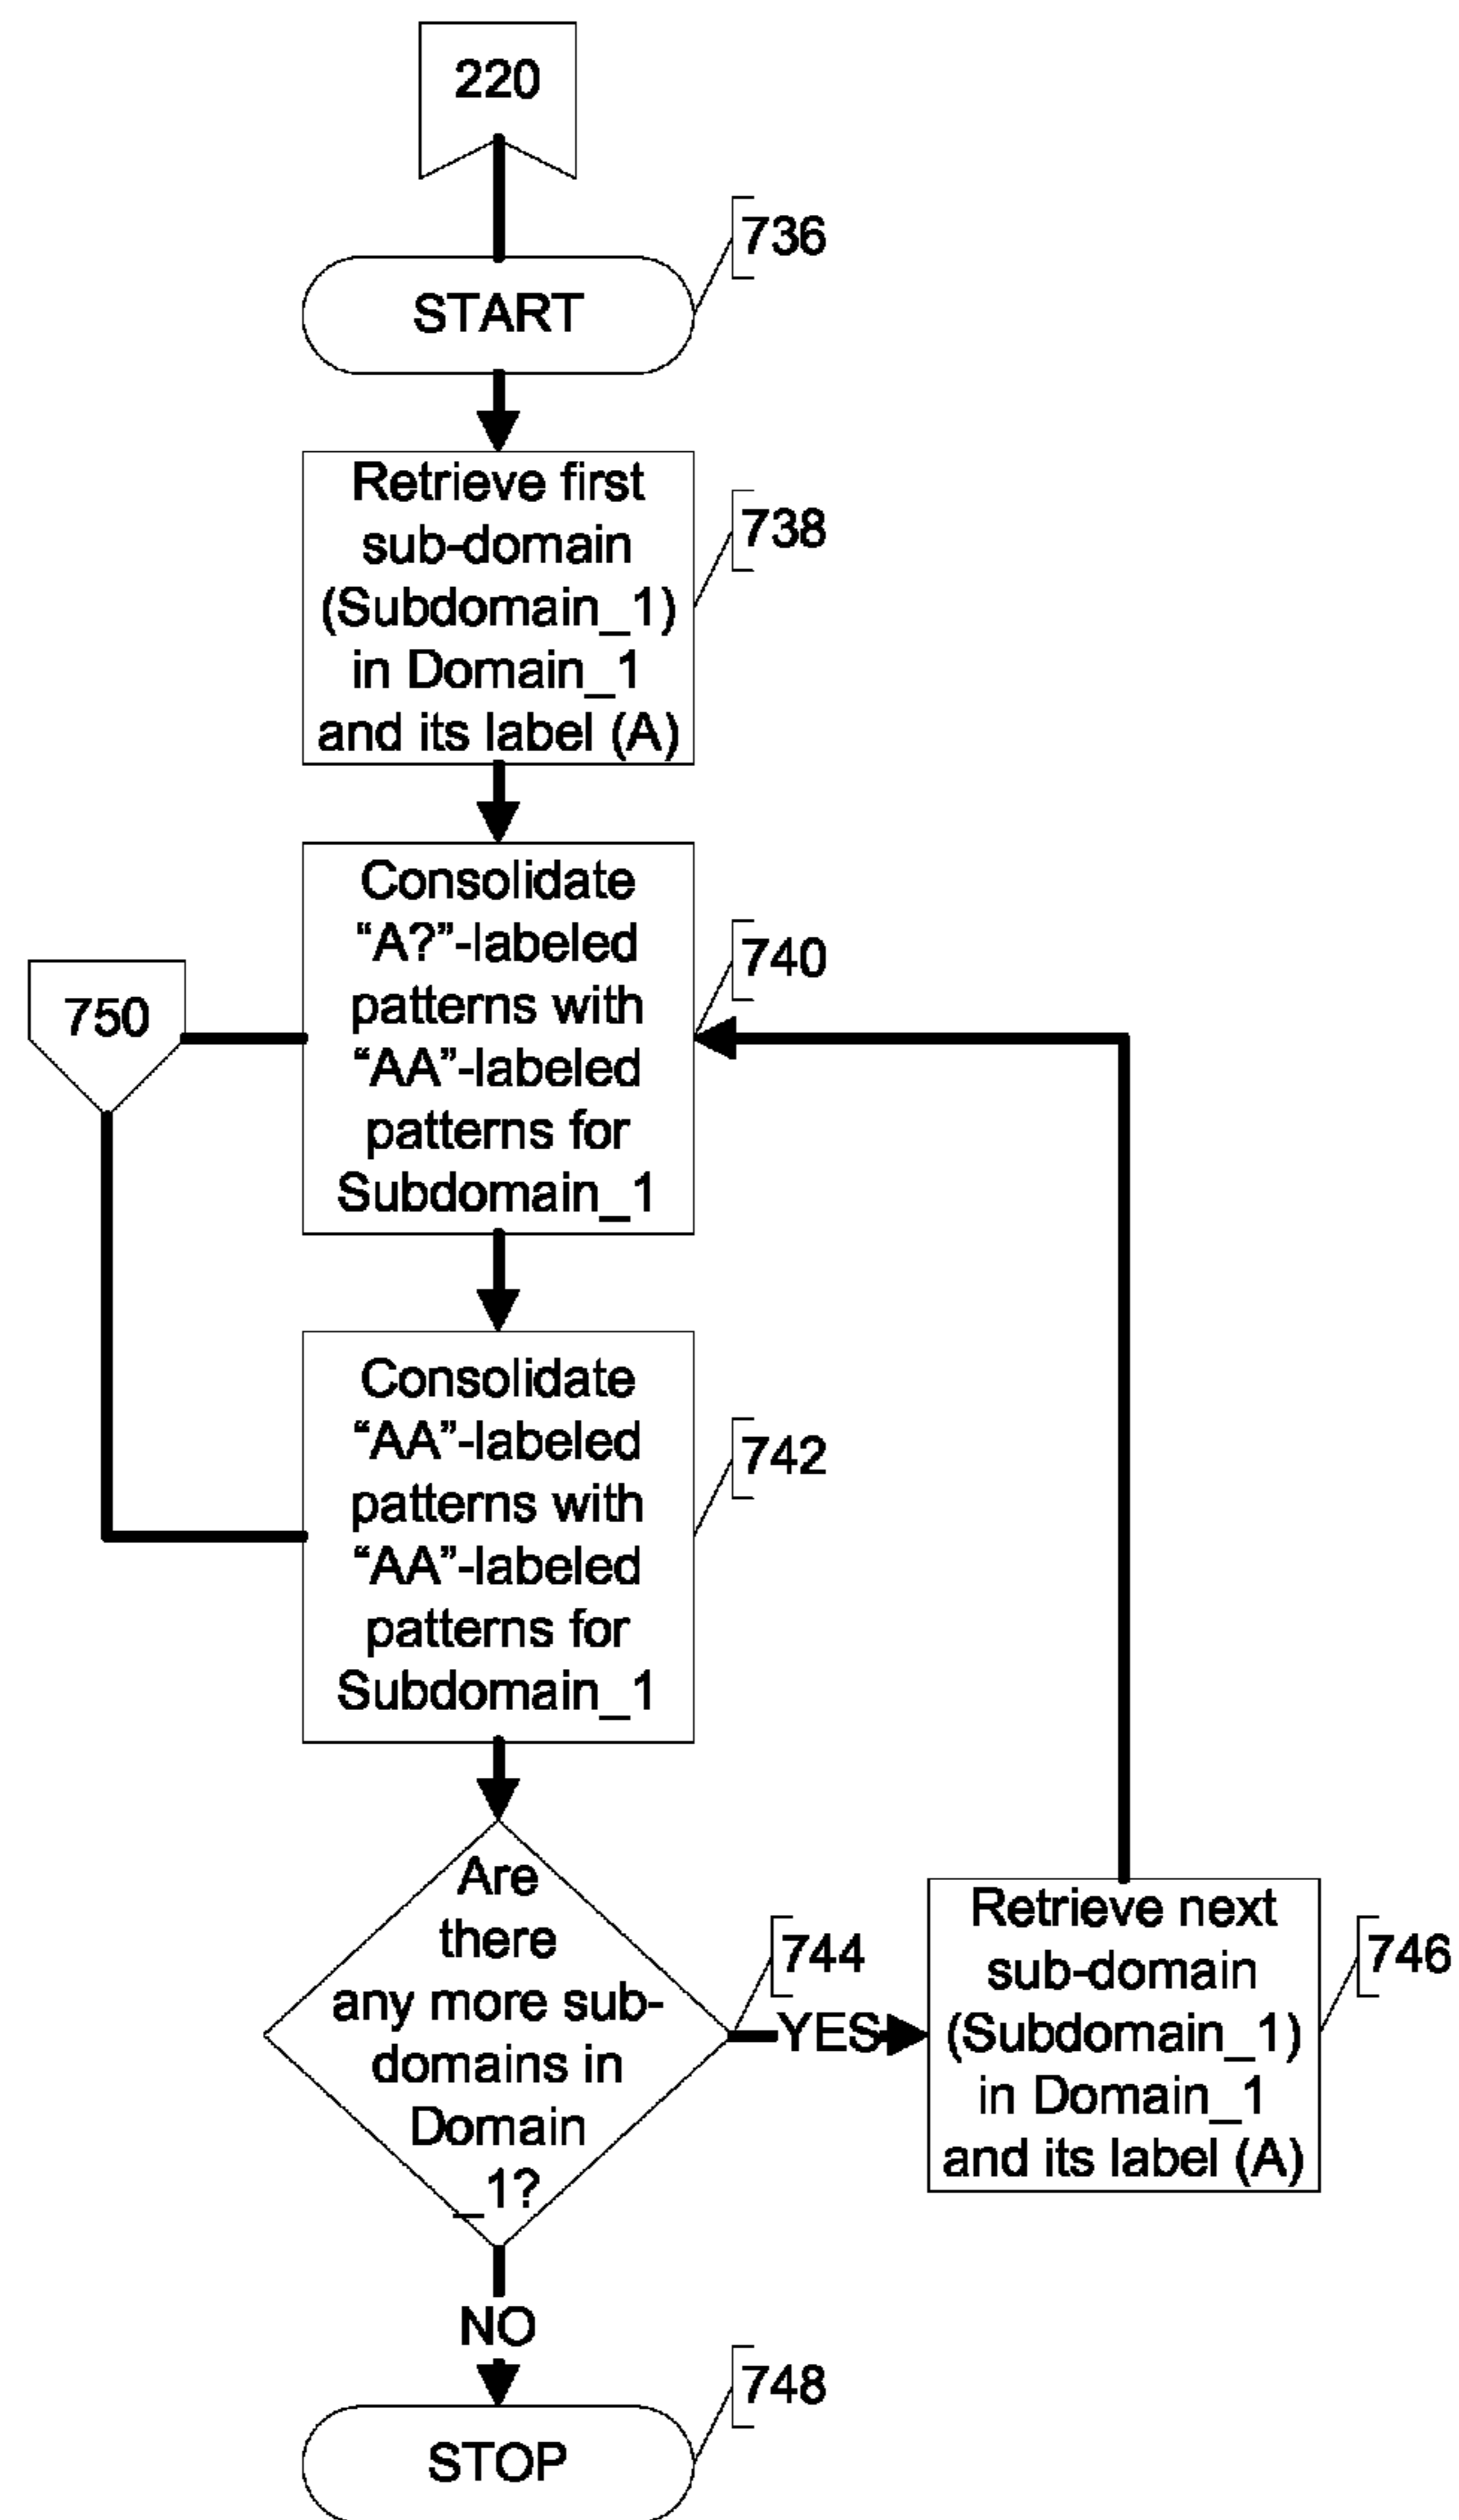 220
736
START
Retrieve first
sub-domain
(Subdomain_1)
in Domain_1
and its label (A)
738
Consolidate
“A?”-labeled
patterns with
“AA”-labeled
patterns for
Subdomain_1
740
750
Consolidate
“AA”-labeled
patterns with
“AA”-labeled
patterns for
Subdomain_1
742
Are
there
any more sub-
domains in
Domain
_1?
744
YES
Retrieve next
sub-domain
(Subdomain_1)
in Domain_1
and its label (A)
746
NO
748
STOP